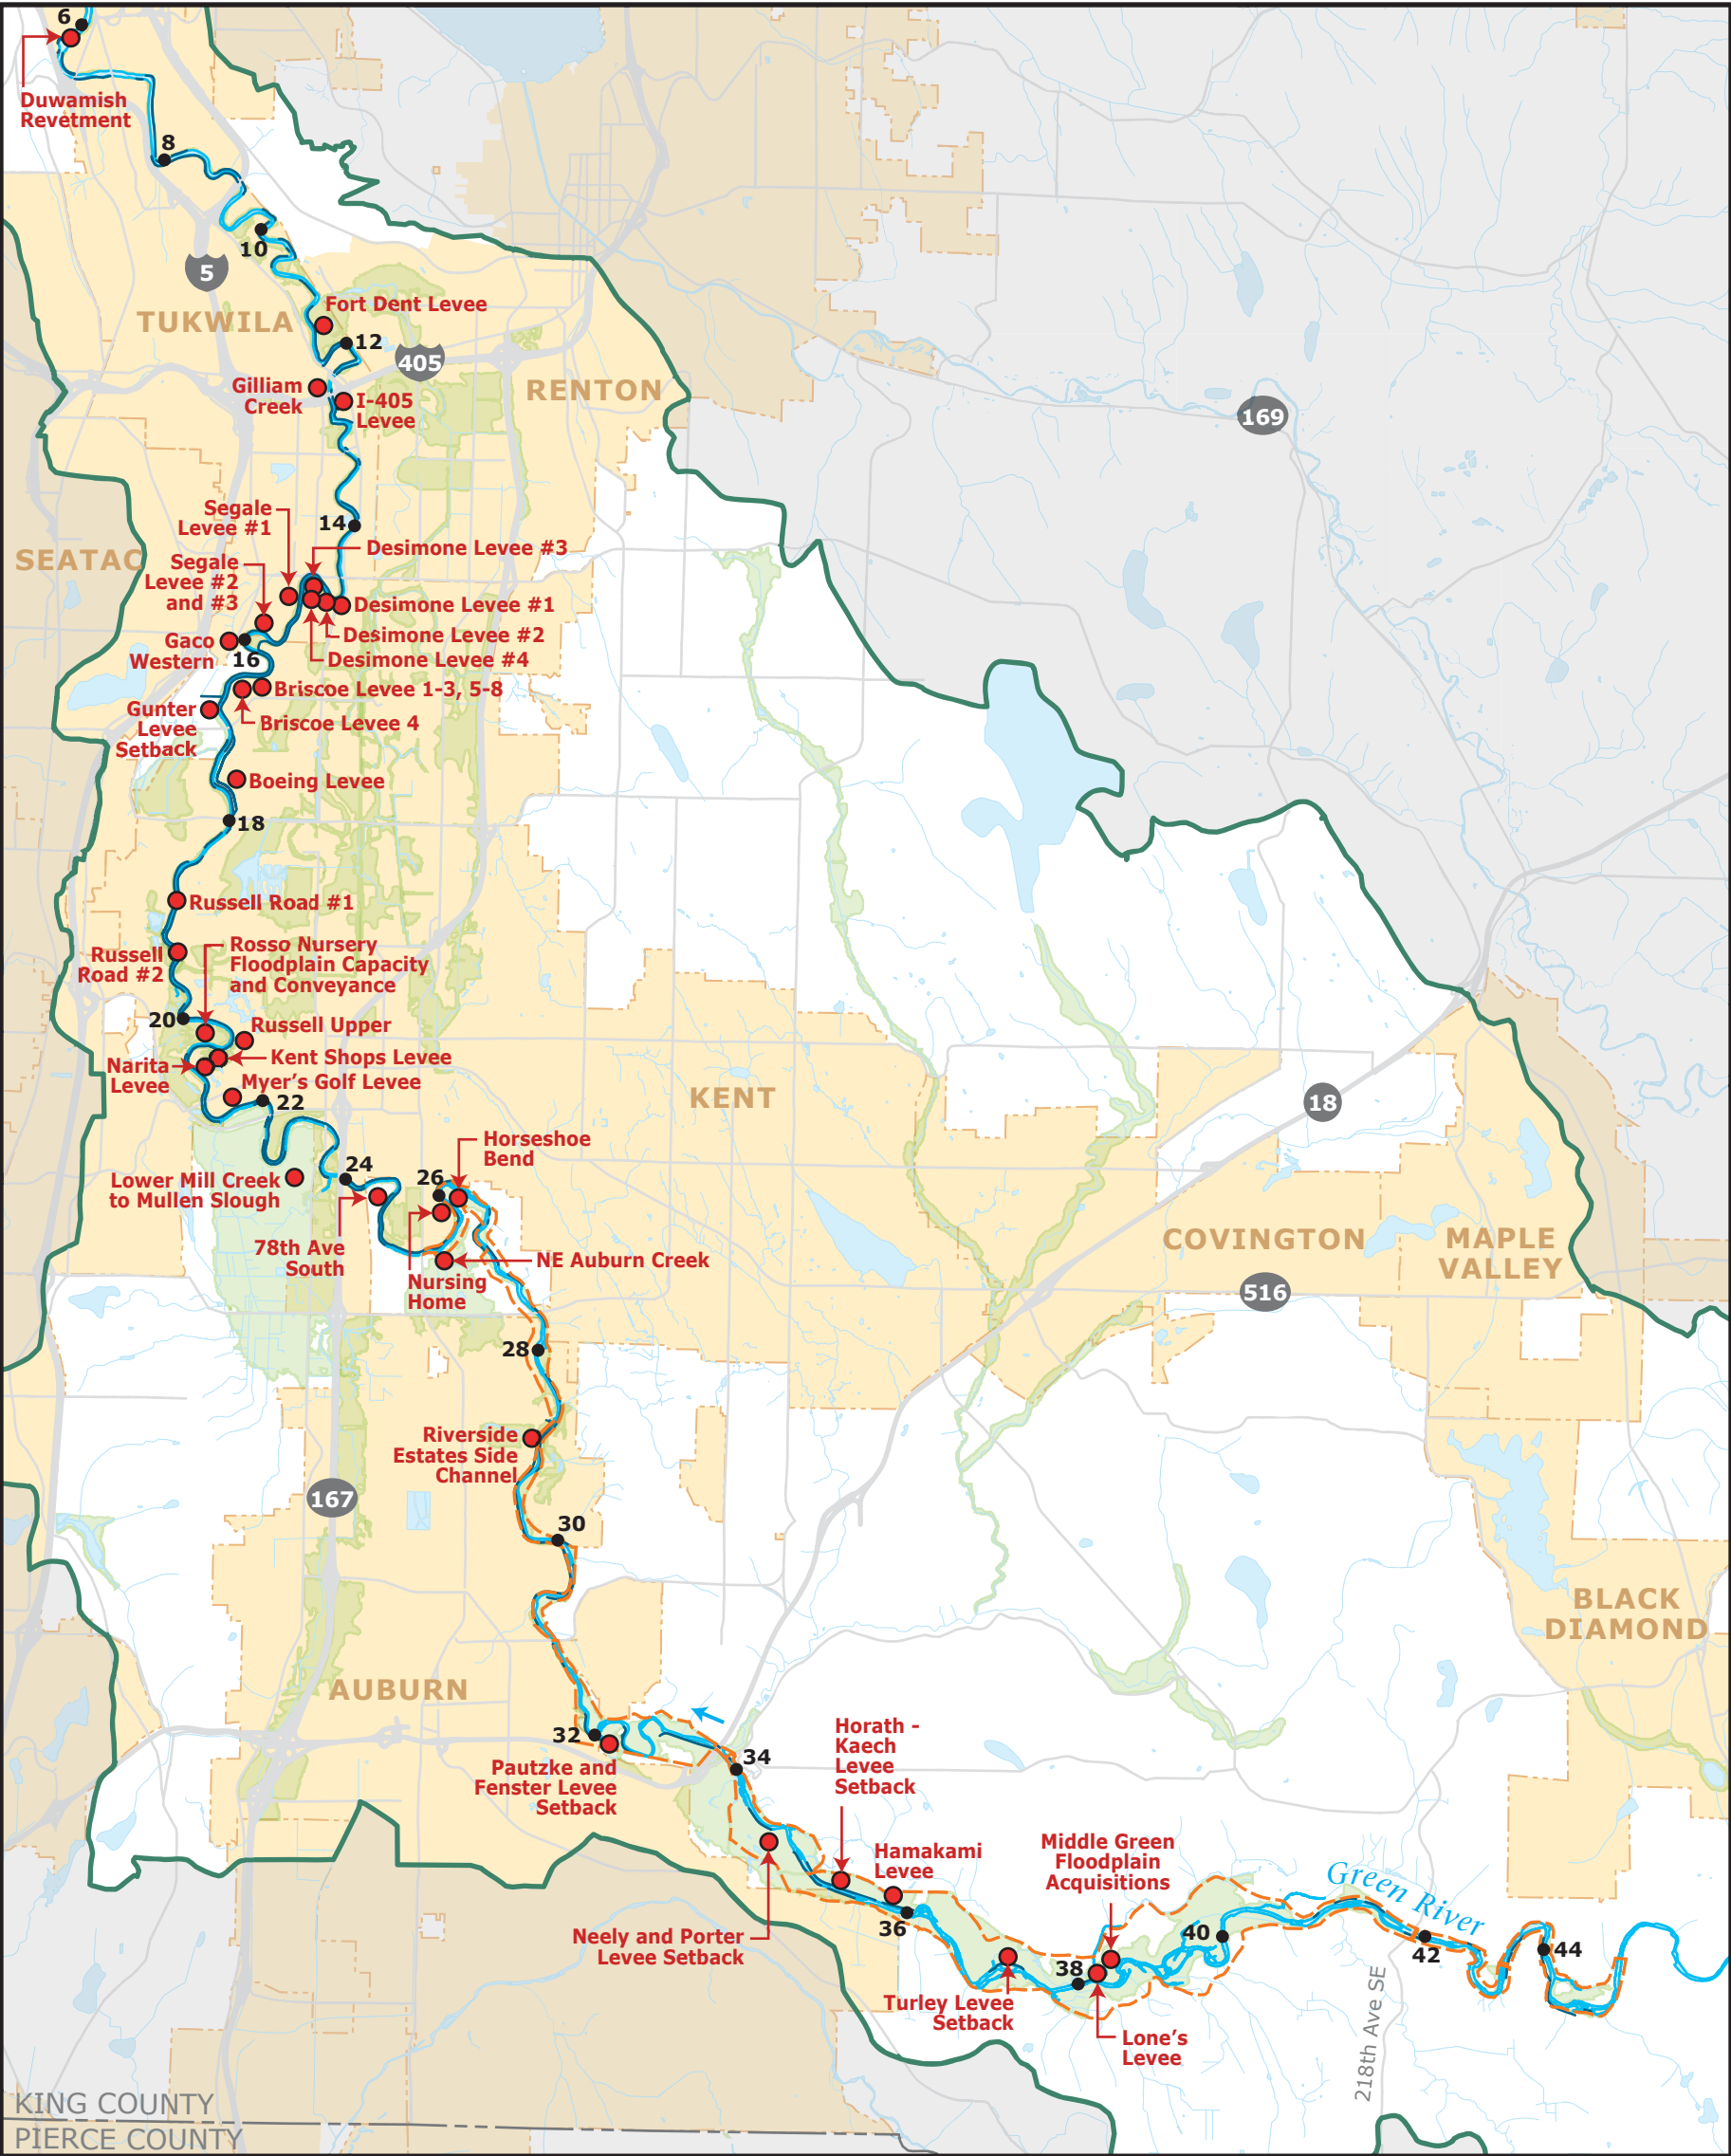 6
Duwamish
Revetment
8
10
5
TUKWILA
Fort Dent Levee
12
405
RENTON
Gilliam
Creek
I-405
Levee
169
Segale
Levee #1
14
SEATAC
Desimone Levee #3
Segale
Levee #2
and #3
Desimone Levee #1
Desimone Levee #2
Gaco
Western
16
Desimone Levee #4
Briscoe Levee 1-3, 5-8
Gunter
Levee
Setback
Briscoe Levee 4
Boeing Levee
18
Russell Road #1
Russell
Road #2
Rosso Nursery
Floodplain Capacity
and Conveyance
20
Russell Upper
Kent Shops Levee
Narita
Levee
Myer's Golf Levee
22
KENT
18
Horseshoe
Bend
24
26
Lower Mill Creek
to Mullen Slough
78th Ave
South
NE Auburn Creek
Nursing
Home
COVINGTON
MAPLE
VALLEY
516
28
Riverside
Estates Side
Channel
167
30
BLACK
DIAMOND
AUBURN
32
Pautzke and
Fenster Levee
Setback
34
Horath -
Kaech
Levee
Setback
Hamakami
Levee
Middle Green
Floodplain
Acquisitions
Green River
36
Neely and Porter
Levee Setback
38
40
42
44
Turley Levee
Setback
Lone's
Levee
218th Ave SE
KING COUNTY
PIERCE COUNTY